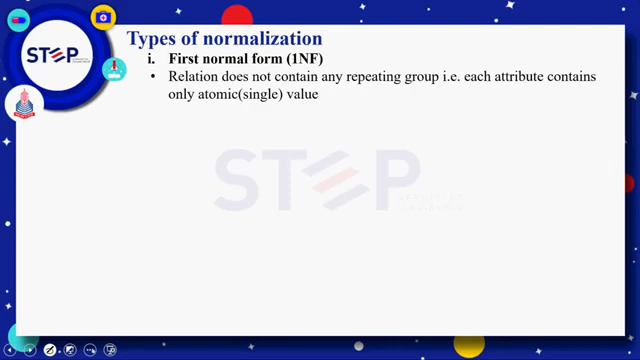 STEP
Types of normalization
i. First normal form (1NF)
• Relation does not contain any repeating group i.e. each attribute contains
only atomic(single) value
STEP